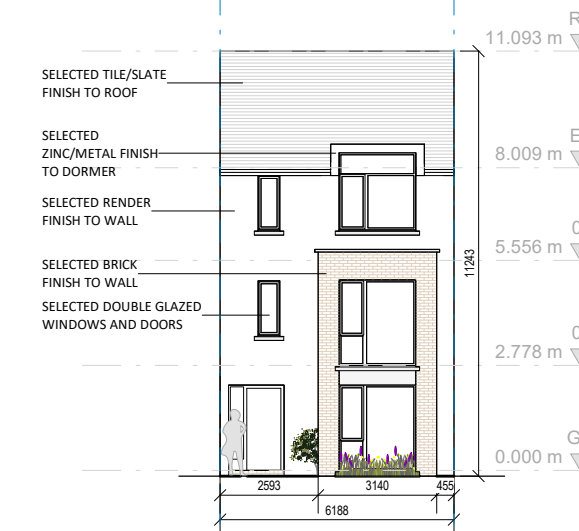 R
11.093 m
SELECTED TILE/SLATE
FINISH TO ROOF
SELECTED
ZINC/METAL FINISH
TO DORMER
E
8.009 m
SELECTED RENDER
FINISH TO WALL
0
5.556 m
11243
SELECTED BRICK
FINISH TO WALL
SELECTED DOUBLE GLAZED
WINDOWS AND DOORS
0
2.778 m
G
0.000 m
2593
3140
455
6188